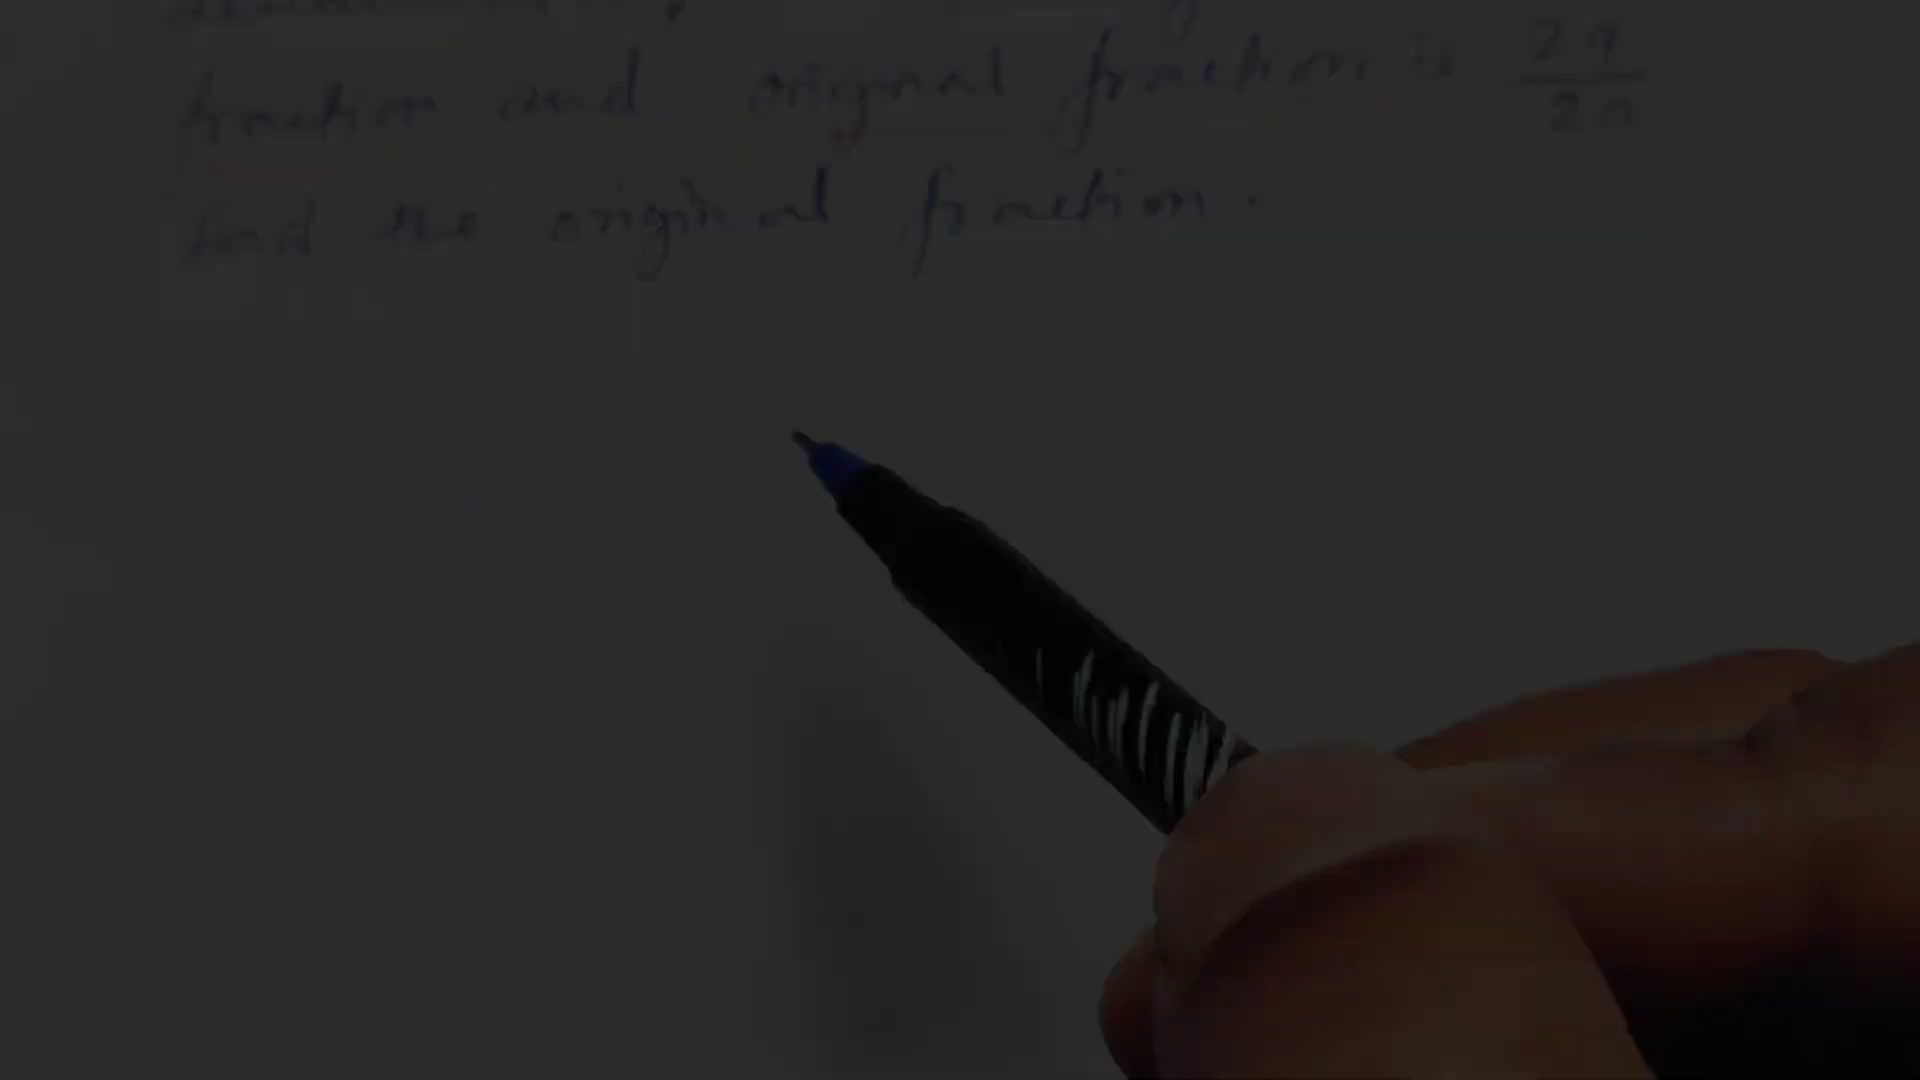 fraction and original fraction is 29/20
find the original fraction.